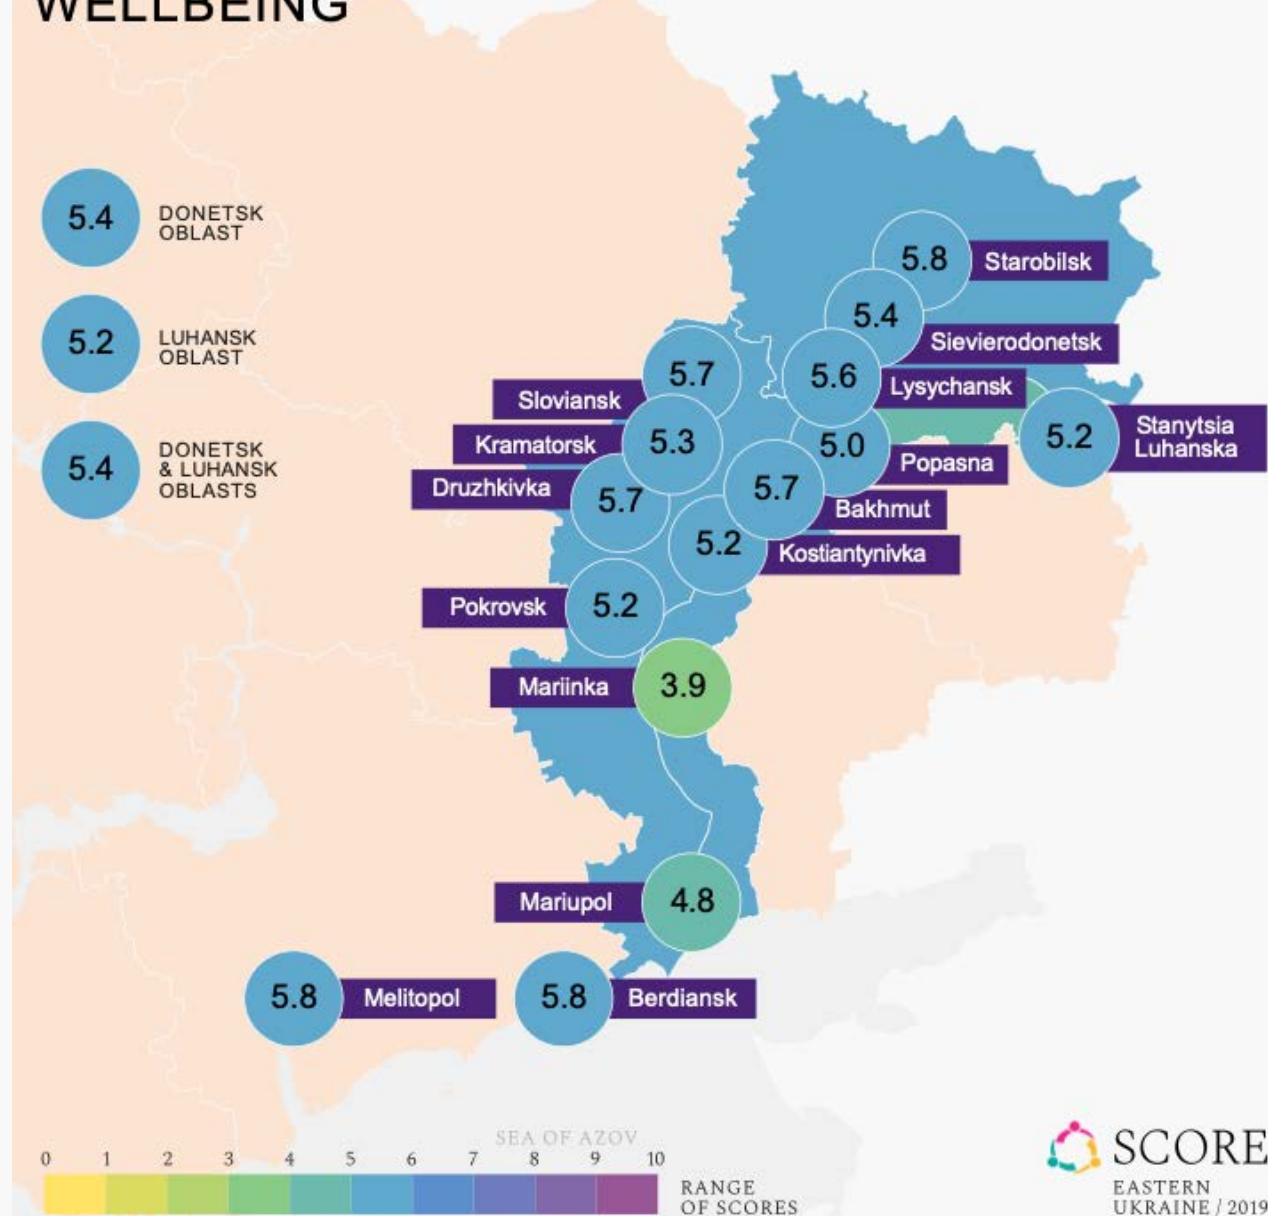 WELLBEING
5.4
DONETSK
OBLAST
5.2
LUHANSK
OBLAST
5.4
DONETSK
& LUHANSK
OBLASTS
5.8
Starobilsk
5.4
Sievierodonetsk
5.7
Sloviansk
5.6
Lysychansk
5.3
Kramatorsk
5.0
Popasna
5.2
Stanytsia
Luhanska
5.7
Druzhkivka
5.7
Bakhmut
5.2
Kostiantynivka
5.2
Pokrovsk
3.9
Mariinka
4.8
Mariupol
5.8
Melitopol
5.8
Berdiansk
SEA OF AZOV
0 1 2 3 4 5 6 7 8 9 10
RANGE
OF SCORES
SCORE
EASTERN
UKRAINE / 2019